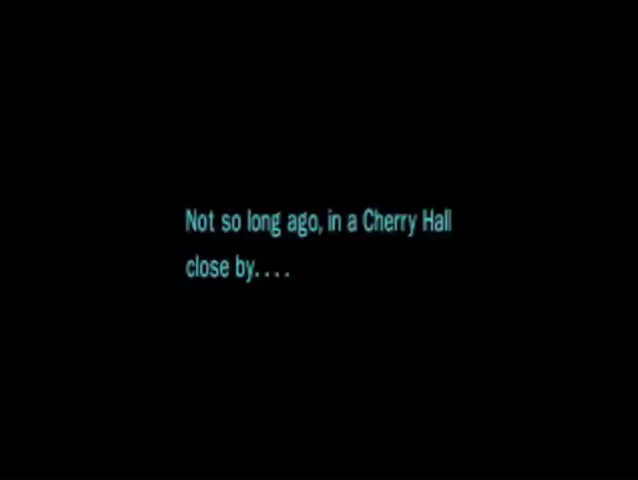 Not so long ago, in a Cherry Hall
close by. . . .